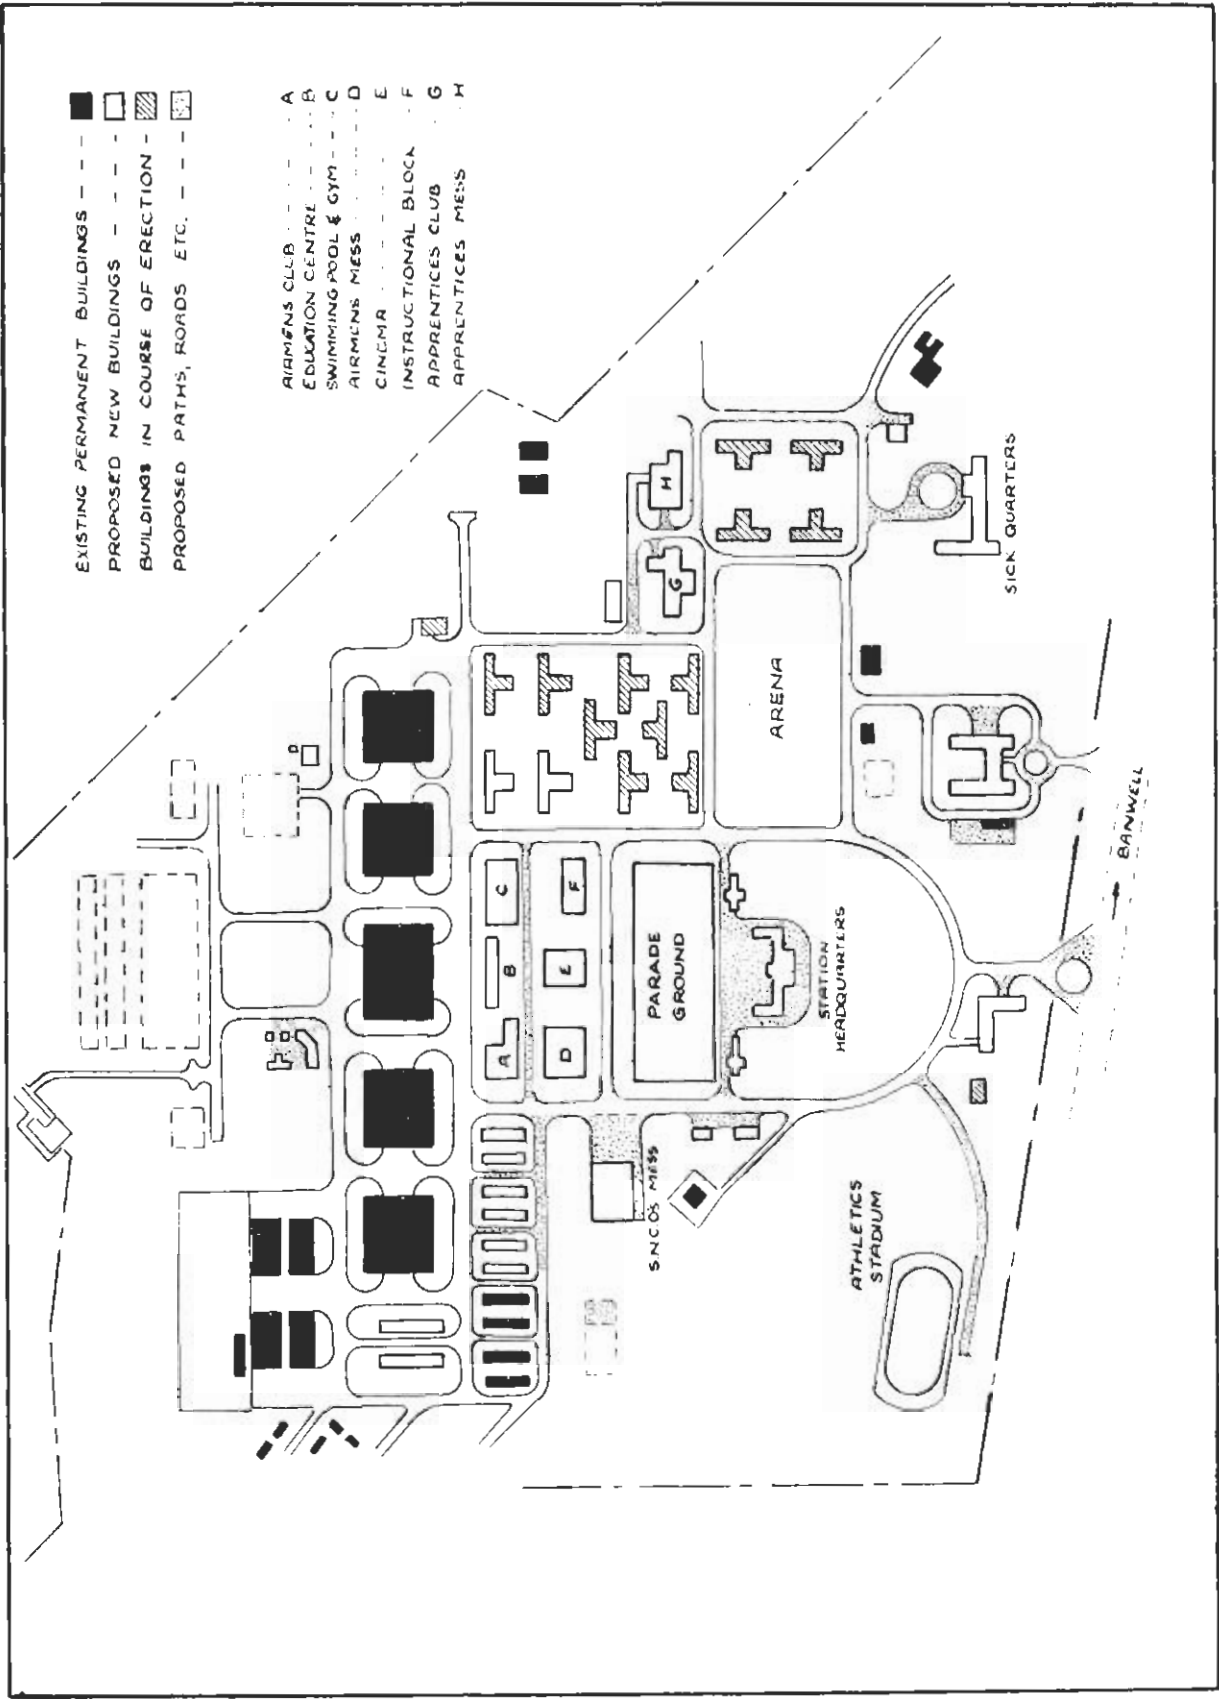 EXISTING PERMANENT BUILDINGS - - -
PROPOSED NEW BUILDINGS - - - -
BUILDINGS IN COURSE OF ERECTION -
PROPOSED PATHS, ROADS ETC. - - -
AIRMENS CLUB - - - - - A
EDUCATION CENTRE - - - - - B
SWIMMING POOL & GYM - - - C
AIRMENS MESS - - - - - D
CINEMA - - - - - E
INSTRUCTIONAL BLOCK - F
APPRENTICES CLUB - G
APPRENTICES MESS - H
H
G
SICK QUARTERS
ARENA
C
B
A
F
E
D
PARADE
GROUND
STATION
HEADQUARTERS
BANWELL
S.N.C.OS MESS
ATHLETICS
STADIUM